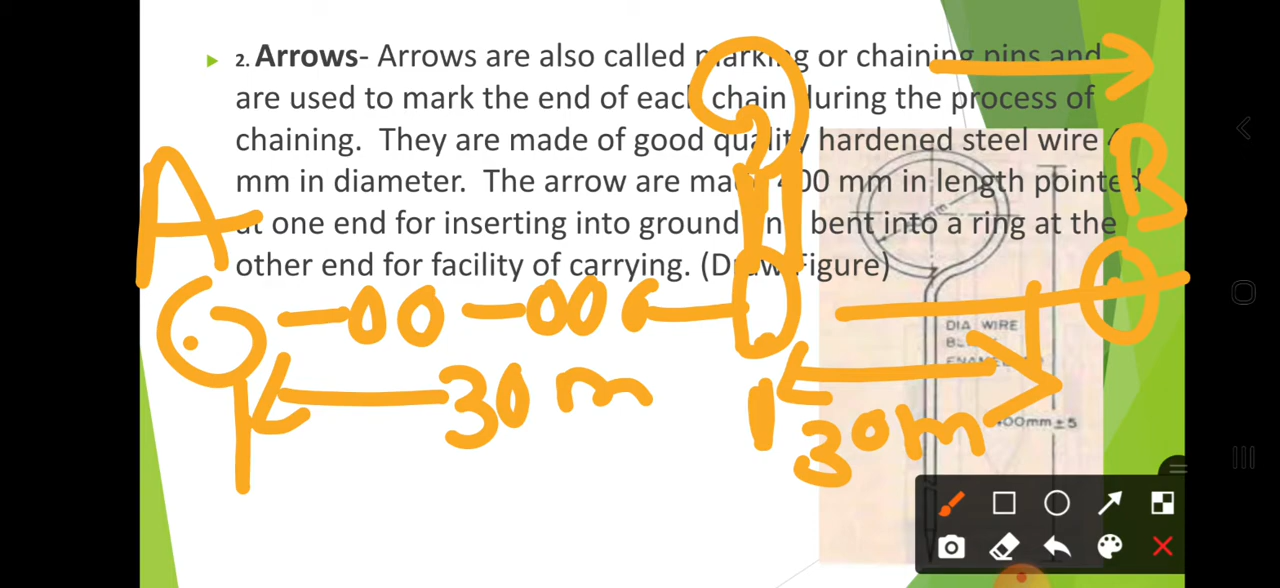 2. Arrows- Arrows are also called marking or chaining pins and
are used to mark the end of each chain during the process of
chaining. They are made of good quality hardened steel wire 4
mm in diameter. The arrow are made 400 mm in length pointed
at one end for inserting into ground and bent into a ring at the
other end for facility of carrying. (Draw Figure)
A
B
30 m
30m
DIA WIRE
400mm ± 5